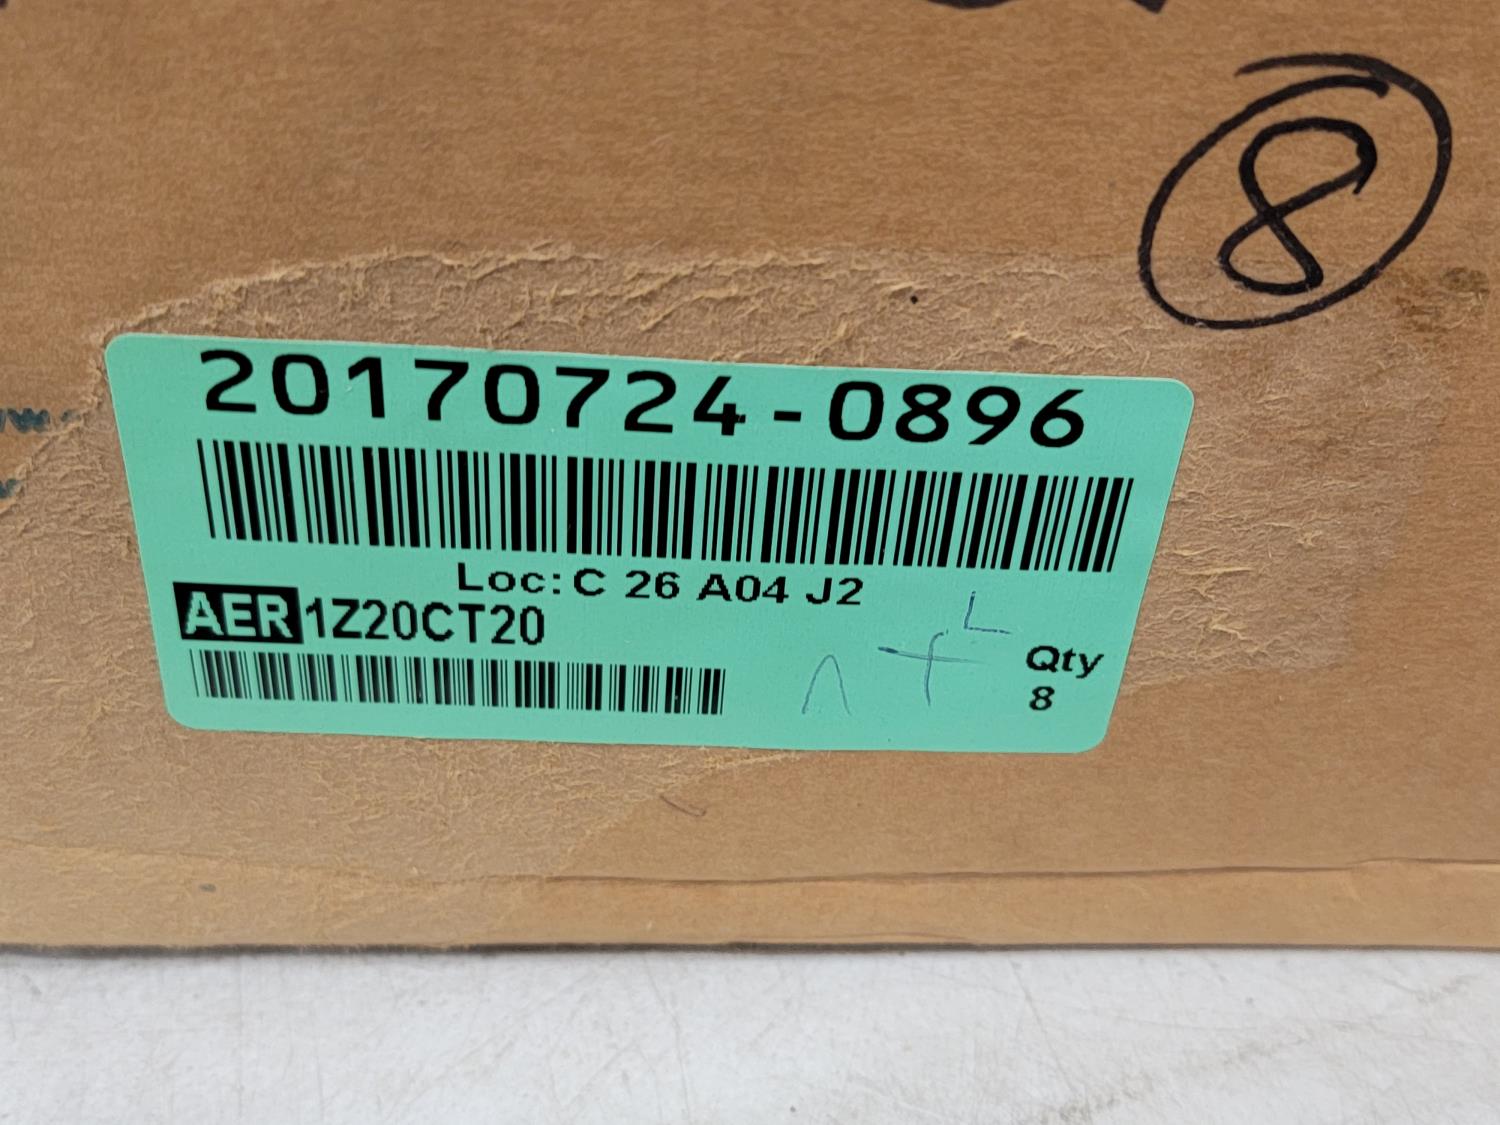 8
20170724-0896
Loc: C 26 A04 J2
AER 1Z20CT20
Qty
8